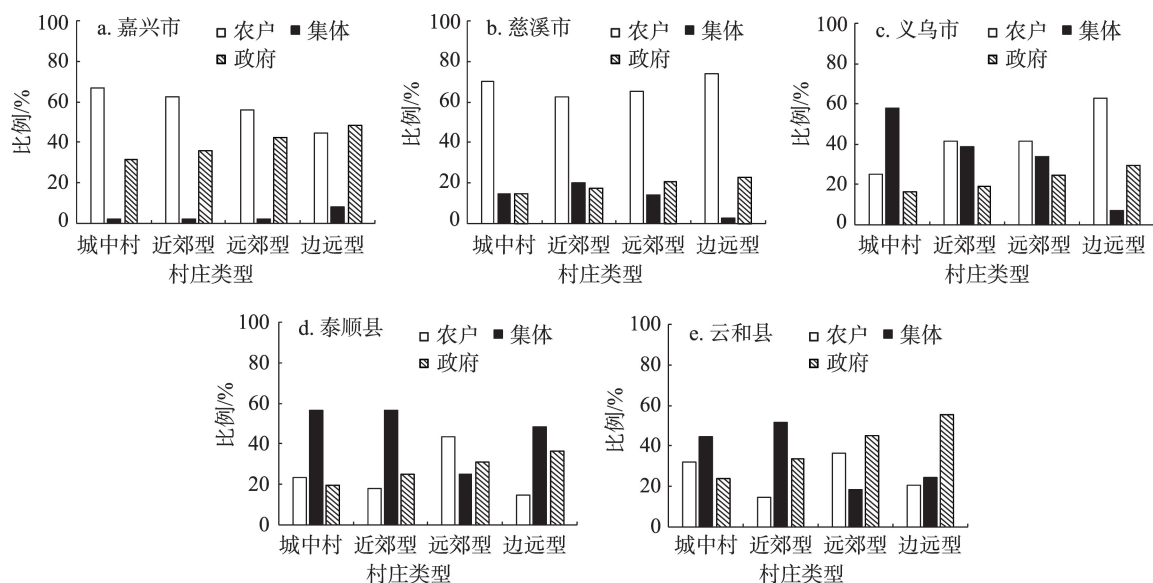 100
80
60
40
20
0
比例/%
a. 嘉兴市
农户 集体
政府
城中村 近郊型 远郊型 边远型
村庄类型
100
80
60
40
20
0
比例/%
b. 慈溪市
农户 集体
政府
城中村 近郊型 远郊型 边远型
村庄类型
100
80
60
40
20
0
比例/%
c. 义乌市
农户 集体
政府
城中村 近郊型 远郊型 边远型
村庄类型
100
80
60
40
20
0
比例/%
d. 泰顺县
农户 集体
政府
城中村 近郊型 远郊型 边远型
村庄类型
100
80
60
40
20
0
比例/%
e. 云和县
农户 集体
政府
城中村 近郊型 远郊型 边远型
村庄类型